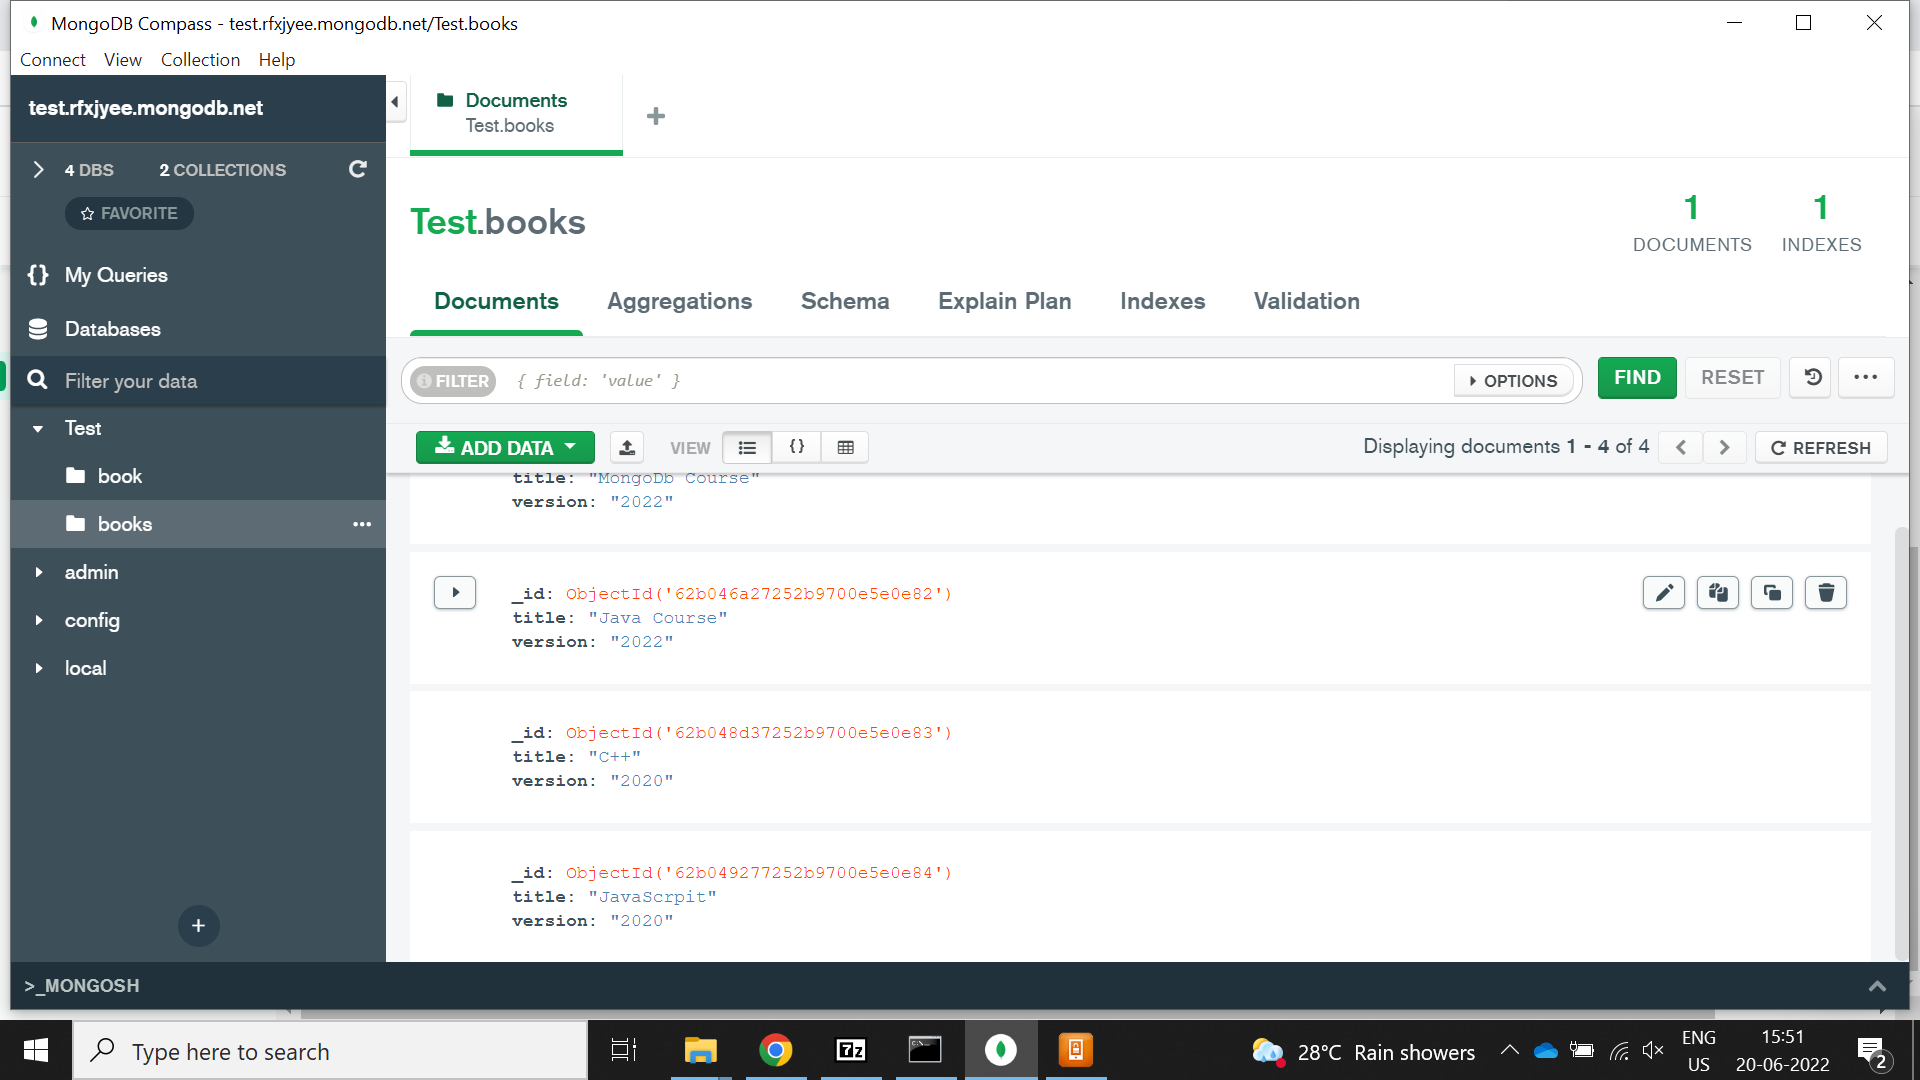 MongoDB Compass - test.rfxjyee.mongodb.net/Test.books
Connect View Collection Help
test.rfxjyee.mongodb.net
4 DBS 2 COLLECTIONS
FAVORITE
{} My Queries
Databases
Filter your data
Test
book
books
admin
config
local
+
Documents
Test.books
+
Test.books
1 DOCUMENTS
1 INDEXES
Documents Aggregations Schema Explain Plan Indexes Validation
FILTER { field: 'value' } OPTIONS FIND RESET
ADD DATA VIEW {} Displaying documents 1 - 4 of 4 REFRESH
title: "MongoDb Course"
version: "2022"
_id: ObjectId('62b046a27252b9700e5e0e82')
title: "Java Course"
version: "2022"
_id: ObjectId('62b048d37252b9700e5e0e83')
title: "C++"
version: "2020"
_id: ObjectId('62b049277252b9700e5e0e84')
title: "JavaScrpit"
version: "2020"
>_MONGOSH
Type here to search
7z
28°C Rain showers
ENG
US
15:51
20-06-2022
2